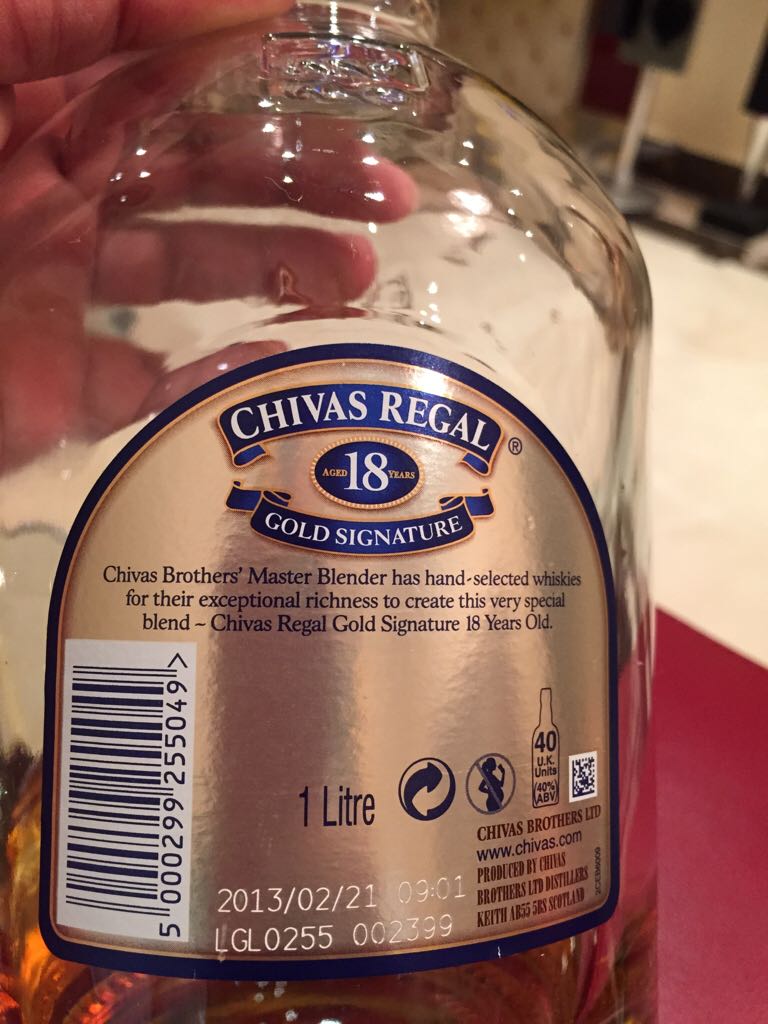 CHIVAS REGAL ®
AGED 18 YEARS
GOLD SIGNATURE
Chivas Brothers' Master Blender has hand-selected whiskies
for their exceptional richness to create this very special
blend ~ Chivas Regal Gold Signature 18 Years Old.
5 000299 255049 >
1 Litre
40
U.K.
Units
(40%
ABV)
CHIVAS BROTHERS LTD
www.chivas.com
PRODUCED BY CHIVAS
BROTHERS LTD DISTILLERS
KEITH AB55 5BS SCOTLAND
2013/02/21 09:01
LGL0255 002399